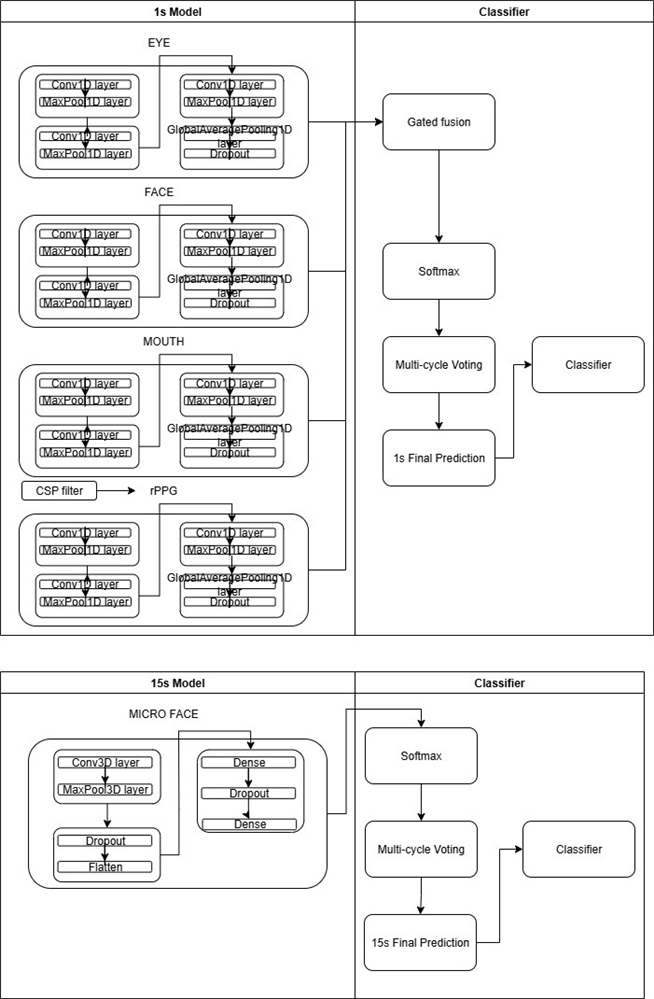 1s Model
Classifier
EYE
Conv1D layer
MaxPool1D layer
Conv1D layer
MaxPool1D layer
Conv1D layer
MaxPool1D layer
GlobalAveragePooling1D
layer
Dropout
FACE
Conv1D layer
MaxPool1D layer
Conv1D layer
MaxPool1D layer
Conv1D layer
MaxPool1D layer
GlobalAveragePooling1D
layer
Dropout
MOUTH
Conv1D layer
MaxPool1D layer
Conv1D layer
MaxPool1D layer
Conv1D layer
MaxPool1D layer
GlobalAveragePooling1D
layer
Dropout
CSP filter
rPPG
Conv1D layer
MaxPool1D layer
Conv1D layer
MaxPool1D layer
Conv1D layer
MaxPool1D layer
GlobalAveragePooling1D
layer
Dropout
Gated fusion
Softmax
Multi-cycle Voting
Classifier
1s Final Prediction
15s Model
Classifier
MICRO FACE
Conv3D layer
MaxPool3D layer
Dropout
Flatten
Dense
Dropout
Dense
Softmax
Multi-cycle Voting
Classifier
15s Final Prediction